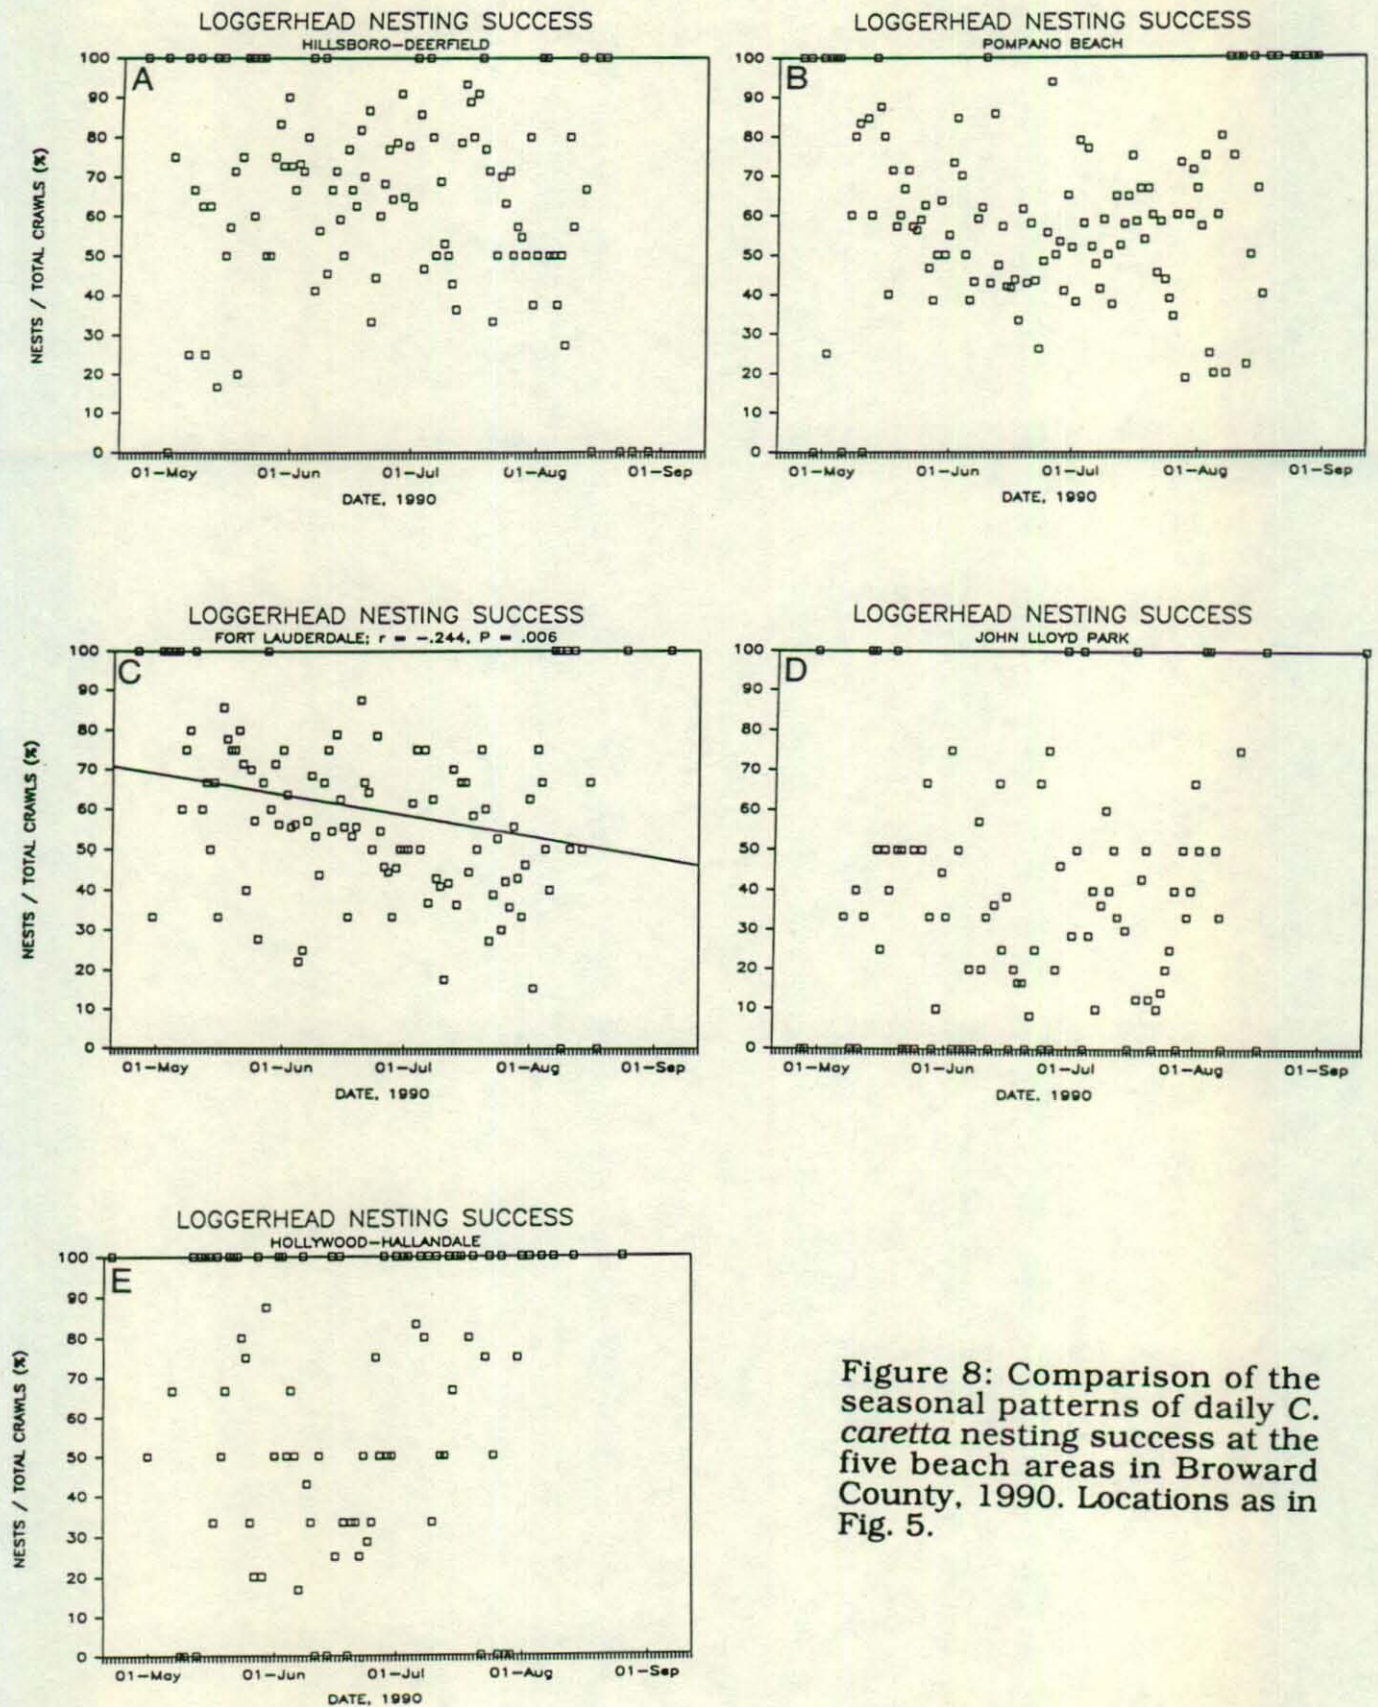 LOGGERHEAD NESTING SUCCESS
HILLSBORO-DEERFIELD
A
NESTS / TOTAL CRAWLS (%)
100
90
80
70
60
50
40
30
20
10
0
01-May 01-Jun 01-Jul 01-Aug 01-Sep
DATE, 1990
LOGGERHEAD NESTING SUCCESS
POMPANO BEACH
B
100
90
80
70
60
50
40
30
20
10
0
01-May 01-Jun 01-Jul 01-Aug 01-Sep
DATE, 1990
LOGGERHEAD NESTING SUCCESS
FORT LAUDERDALE; r = -.244, P = .006
C
NESTS / TOTAL CRAWLS (%)
100
90
80
70
60
50
40
30
20
10
0
01-May 01-Jun 01-Jul 01-Aug 01-Sep
DATE, 1990
LOGGERHEAD NESTING SUCCESS
JOHN LLOYD PARK
D
100
90
80
70
60
50
40
30
20
10
0
01-May 01-Jun 01-Jul 01-Aug 01-Sep
DATE, 1990
LOGGERHEAD NESTING SUCCESS
HOLLYWOOD-HALLANDALE
E
NESTS / TOTAL CRAWLS (%)
100
90
80
70
60
50
40
30
20
10
0
01-May 01-Jun 01-Jul 01-Aug 01-Sep
DATE, 1990
Figure 8: Comparison of the
seasonal patterns of daily C.
caretta nesting success at the
five beach areas in Broward
County, 1990. Locations as in
Fig. 5.